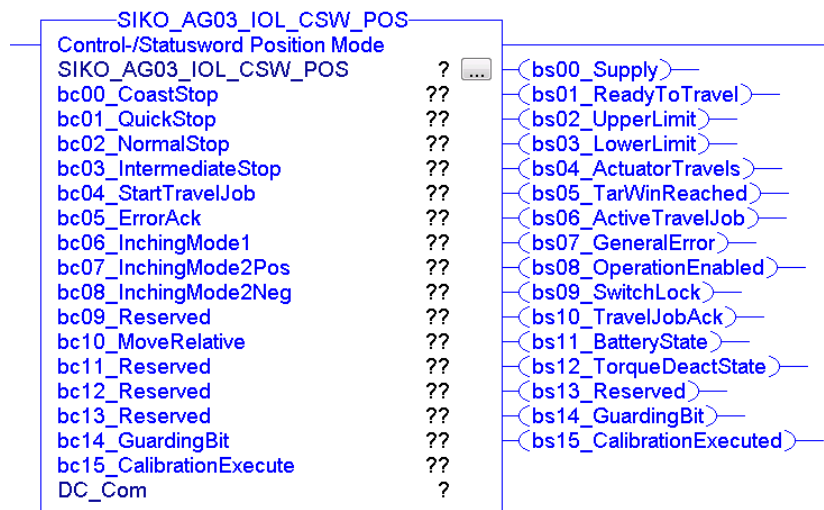 SIKO_AG03_IOL_CSW_POS
Control-/Statusword Position Mode
SIKO_AG03_IOL_CSW_POS ? ... bs00_Supply
bc00_CoastStop ?? bs01_ReadyToTravel
bc01_QuickStop ?? bs02_UpperLimit
bc02_NormalStop ?? bs03_LowerLimit
bc03_IntermediateStop ?? bs04_ActuatorTravels
bc04_StartTravelJob ?? bs05_TarWinReached
bc05_ErrorAck ?? bs06_ActiveTravelJob
bc06_InchingMode1 ?? bs07_GeneralError
bc07_InchingMode2Pos ?? bs08_OperationEnabled
bc08_InchingMode2Neg ?? bs09_SwitchLock
bc09_Reserved ?? bs10_TravelJobAck
bc10_MoveRelative ?? bs11_BatteryState
bc11_Reserved ?? bs12_TorqueDeactState
bc12_Reserved ?? bs13_Reserved
bc13_Reserved ?? bs14_GuardingBit
bc14_GuardingBit ?? bs15_CalibrationExecuted
bc15_CalibrationExecute ??
DC_Com ?